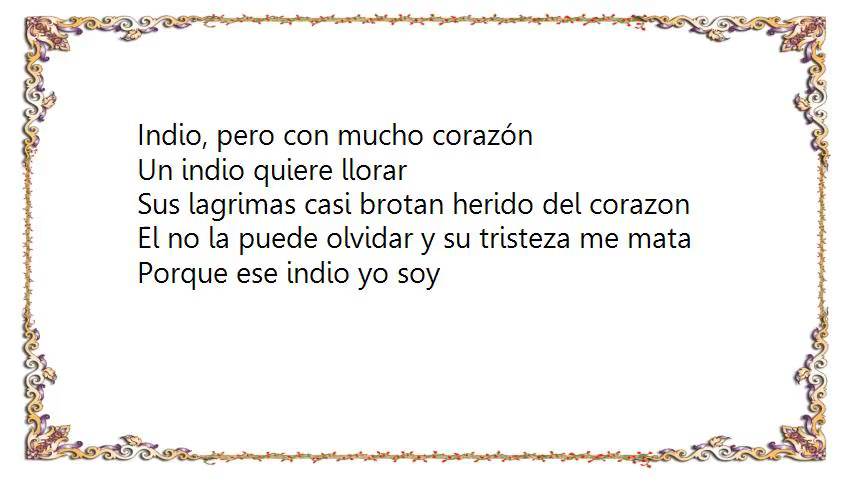 Indio, pero con mucho corazón
Un indio quiere llorar
Sus lagrimas casi brotan herido del corazon
El no la puede olvidar y su tristeza me mata
Porque ese indio yo soy